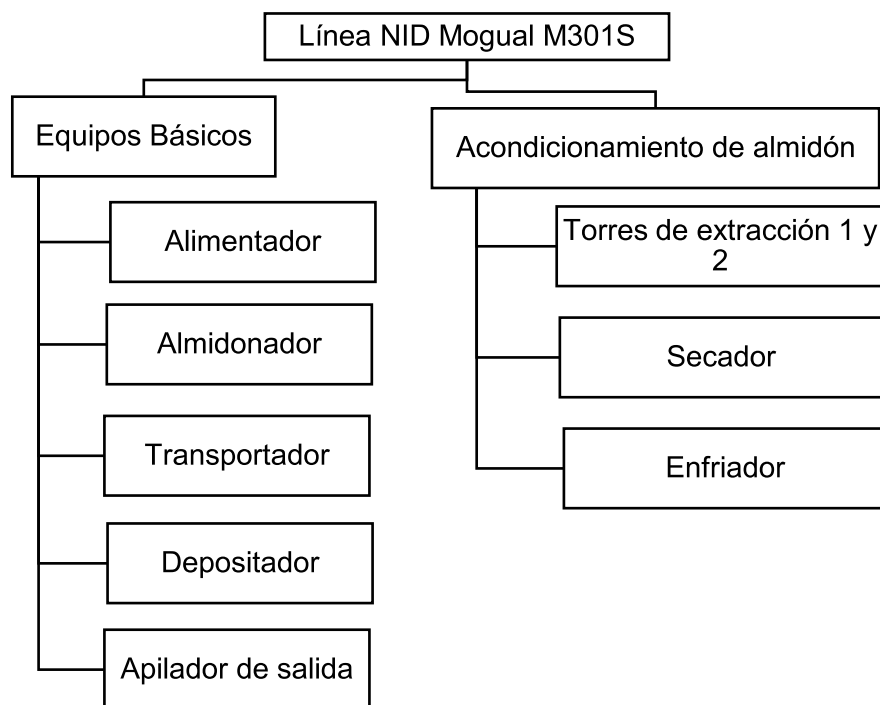 Línea NID Mogual M301S
Equipos Básicos
Alimentador
Almidonador
Transportador
Depositador
Apilador de salida
Acondicionamiento de almidón
Torres de extracción 1 y
2
Secador
Enfriador